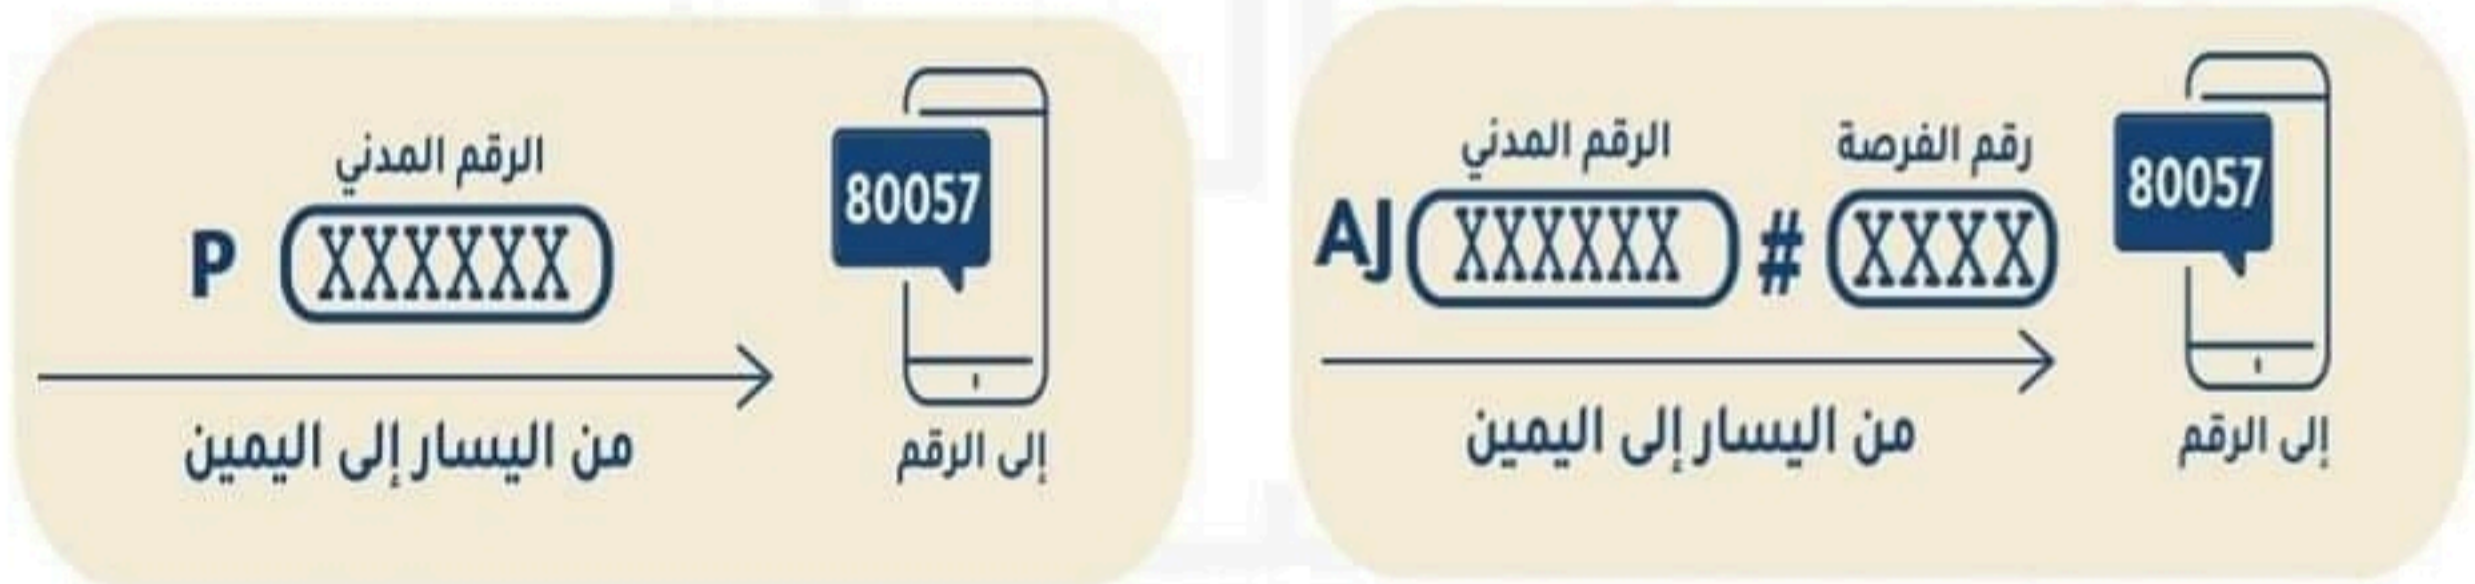 الرقم المدني
P XXXXXX
80057
من اليسار إلى اليمين
إلى الرقم
الرقم المدني رقم الفرصة
AJ XXXXXX # XXXX
80057
من اليسار إلى اليمين
إلى الرقم